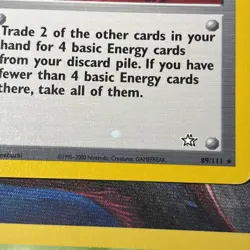 Trade 2 of the other cards in your
hand for 4 basic Energy cards
from your discard pile. If you have
fewer than 4 basic Energy cards
there, take all of them.
©1995-2000 Nintendo, Creatures, GAMEFREAK.
89/111 ★